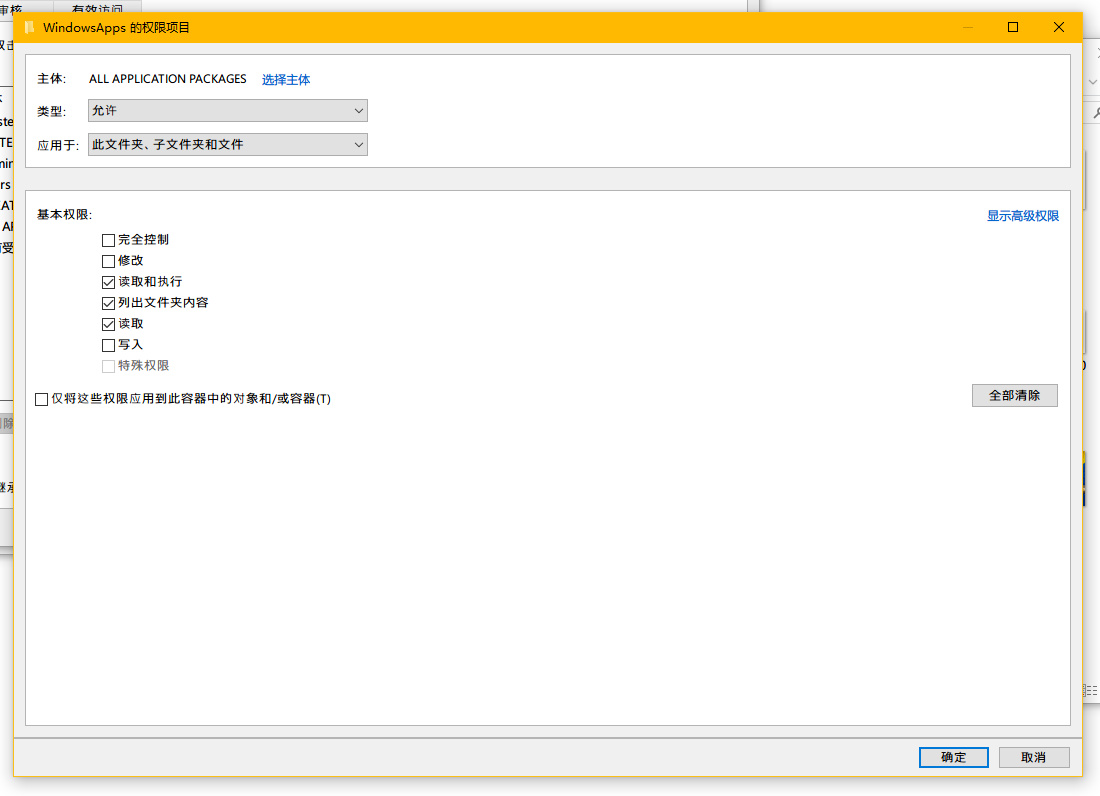 有效访问
WindowsApps 的权限项目
主体: ALL APPLICATION PACKAGES 选择主体
类型: 允许
应用于: 此文件夹、子文件夹和文件
基本权限: 显示高级权限
完全控制
修改
读取和执行
列出文件夹内容
读取
写入
特殊权限
仅将这些权限应用到此容器中的对象和/或容器(T) 全部清除
确定 取消